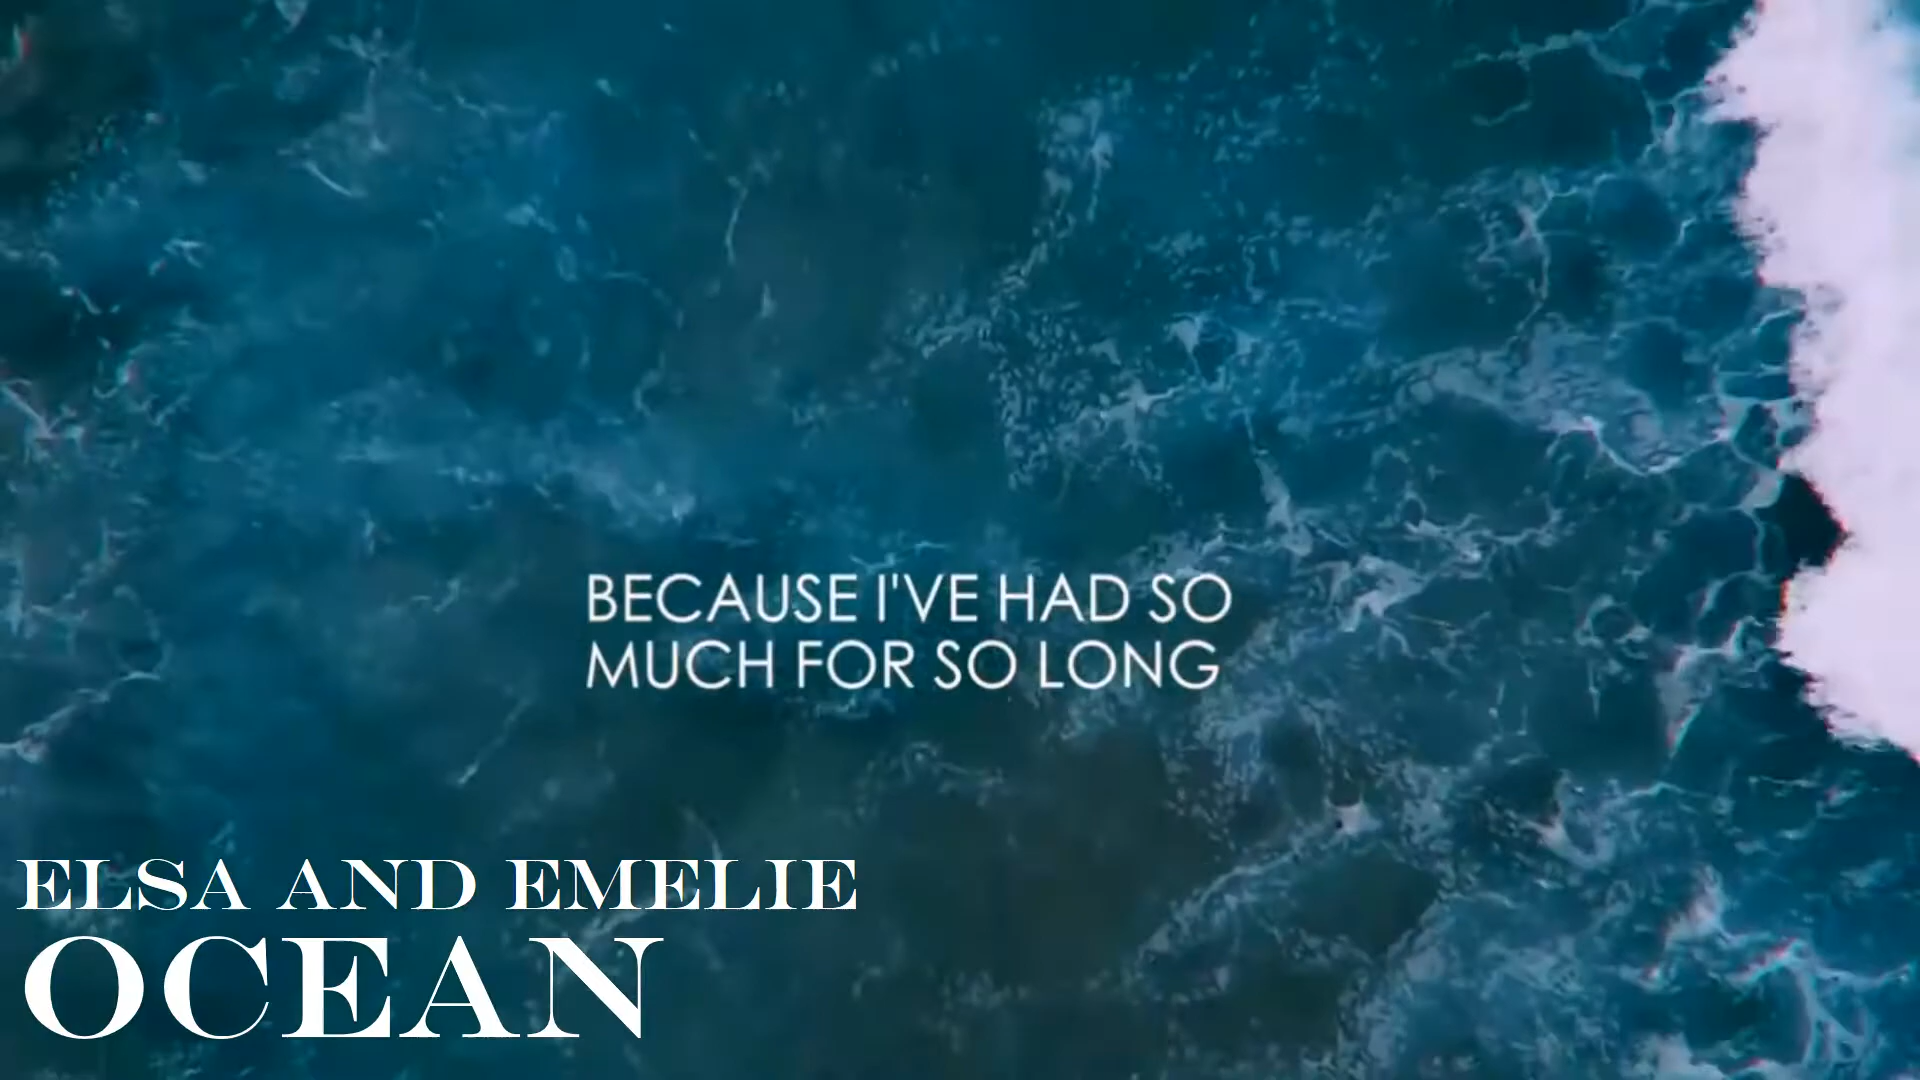 BECAUSE I'VE HAD SO
MUCH FOR SO LONG
ELSA AND EMELIE
OCEAN